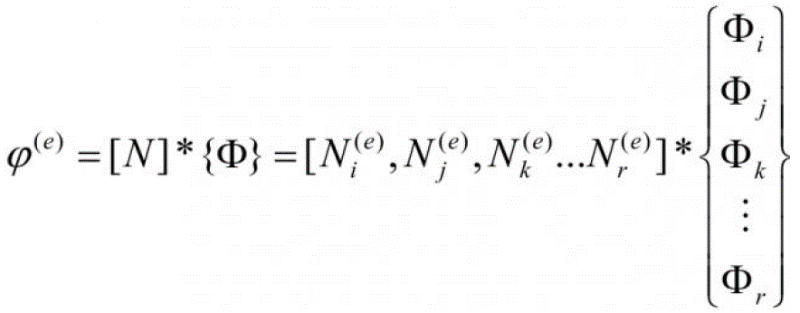 φ^{(e)} = [N] * {Φ} = [N_i^{(e)}, N_j^{(e)}, N_k^{(e)} ... N_r^{(e)}] * {Φ_i Φ_j Φ_k ⋮ Φ_r}